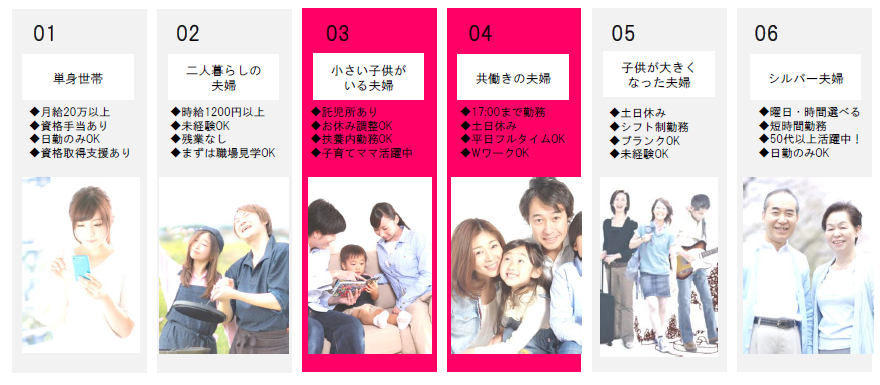 01
単身世帯
◆月給20万以上
◆資格手当あり
◆日勤のみOK
◆資格取得支援あり
02
二人暮らしの
夫婦
◆時給1200円以上
◆未経験OK
◆残業なし
◆まずは職場見学OK
03
小さい子供が
いる夫婦
◆託児所あり
◆お休み調整OK
◆扶養内勤務OK
◆子育てママ活躍中
04
共働きの夫婦
◆17:00まで勤務
◆土日休み
◆平日フルタイムOK
◆WワークOK
05
子供が大きく
なった夫婦
◆土日休み
◆シフト制勤務
◆ブランクOK
◆未経験OK
06
シルバー夫婦
◆曜日・時間選べる
◆短時間勤務
◆50代以上活躍中！
◆日勤のみOK